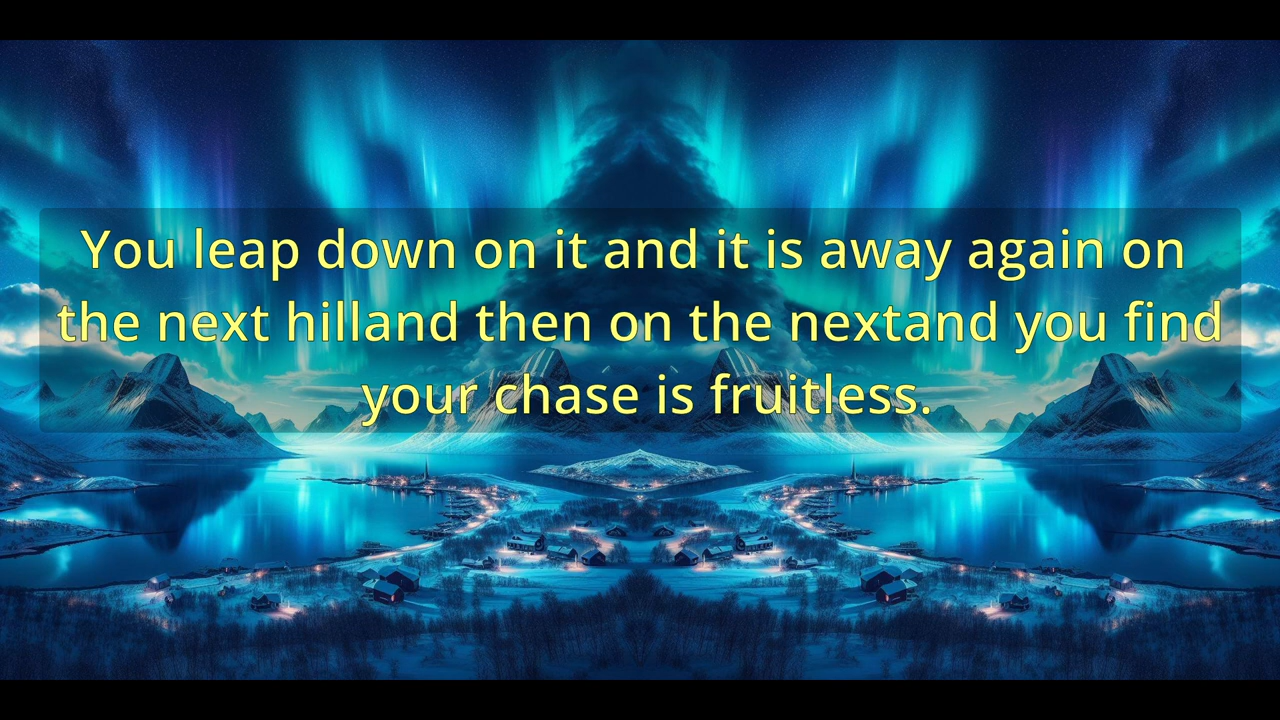 You leap down on it and it is away again on
the next hilland then on the nextand you find
your chase is fruitless.